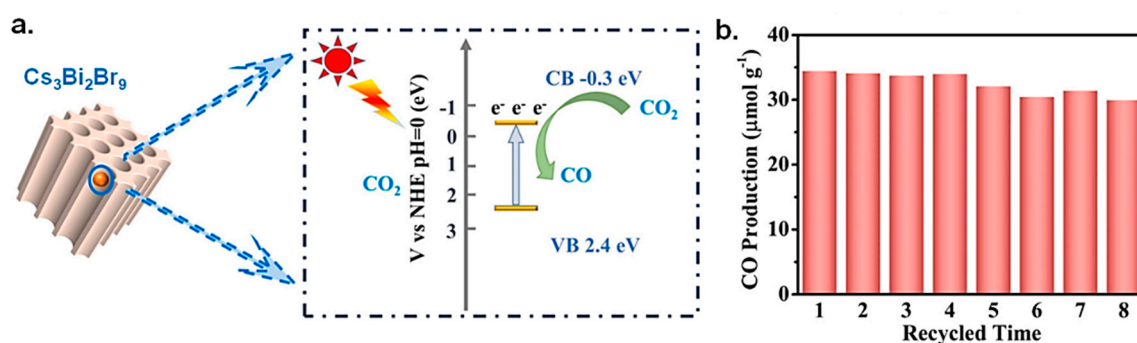 a.
Cs₃Bi₂Br₉
V vs NHE pH=0 (eV)
-1
0
1
2
3
CO₂
e⁻ e⁻ e⁻
CB -0.3 eV
CO₂
CO
VB 2.4 eV
b.
CO Production (μmol g⁻¹)
40
30
20
10
0
1 2 3 4 5 6 7 8
Recycled Time